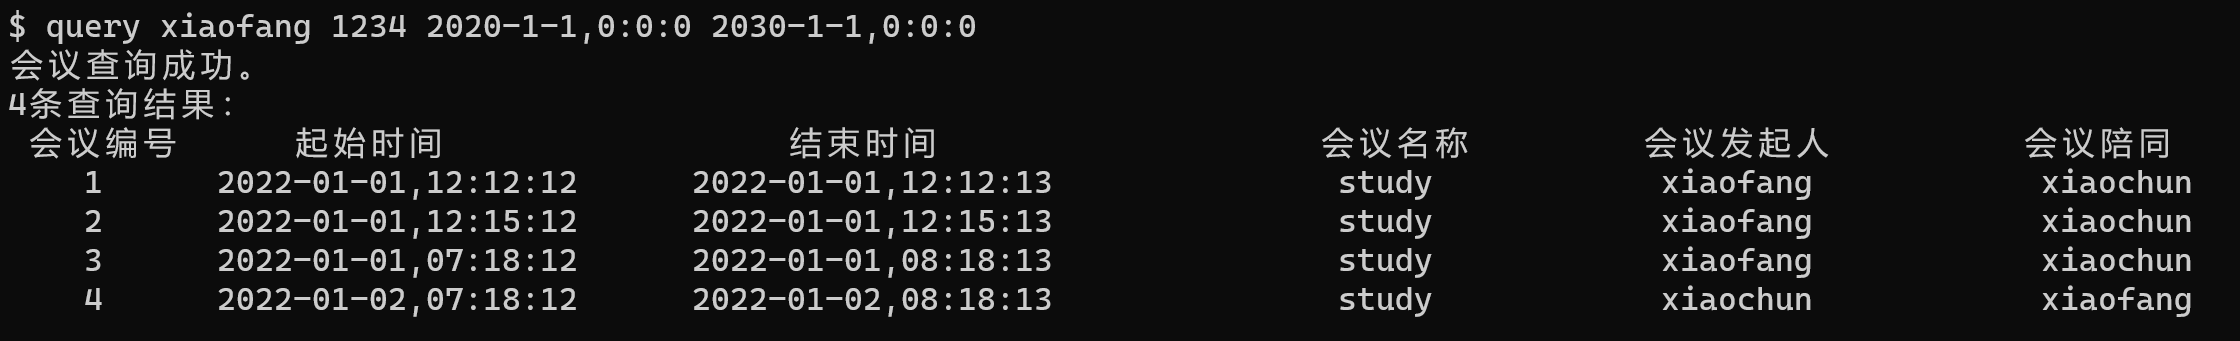 $ query xiaofang 1234 2020-1-1,0:0:0 2030-1-1,0:0:0
会议查询成功。
4条查询结果：
会议编号 起始时间 结束时间 会议名称 会议发起人 会议陪同
1 2022-01-01,12:12:12 2022-01-01,12:12:13 study xiaofang xiaochun
2 2022-01-01,12:15:12 2022-01-01,12:15:13 study xiaofang xiaochun
3 2022-01-01,07:18:12 2022-01-01,08:18:13 study xiaofang xiaochun
4 2022-01-02,07:18:12 2022-01-02,08:18:13 study xiaochun xiaofang